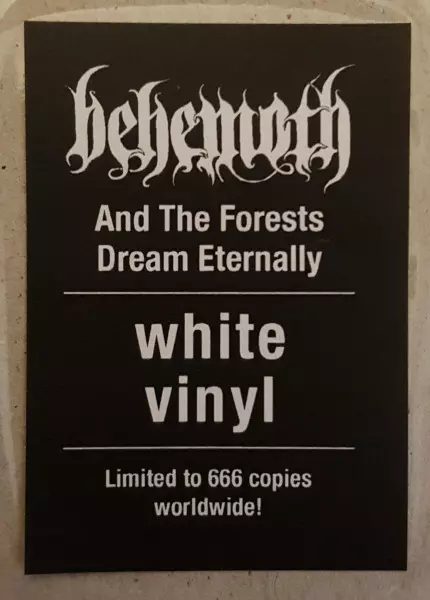 behemoth
And The Forests
Dream Eternally
white
vinyl
Limited to 666 copies
worldwide!